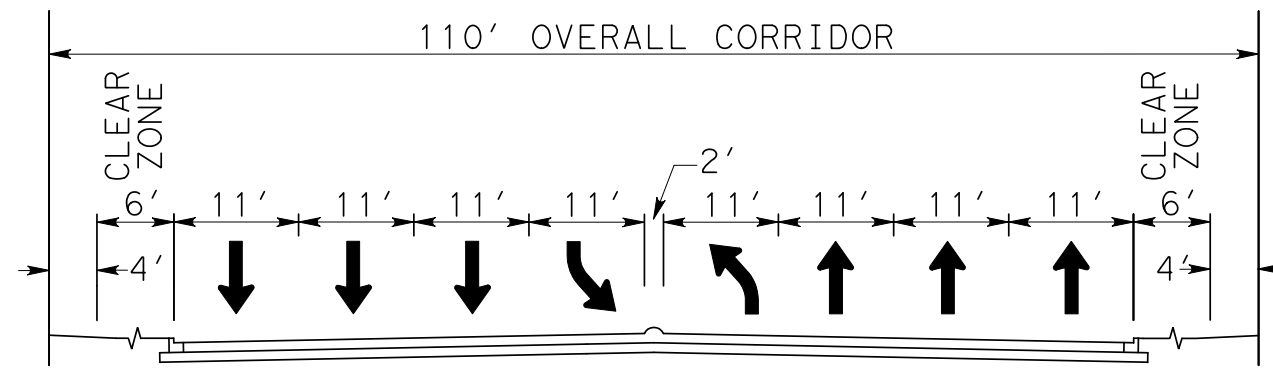 110' OVERALL CORRIDOR
CLEAR
ZONE
CLEAR
ZONE
2'
6' 11' 11' 11' 11' 11' 11' 11' 11' 6'
4' 4'